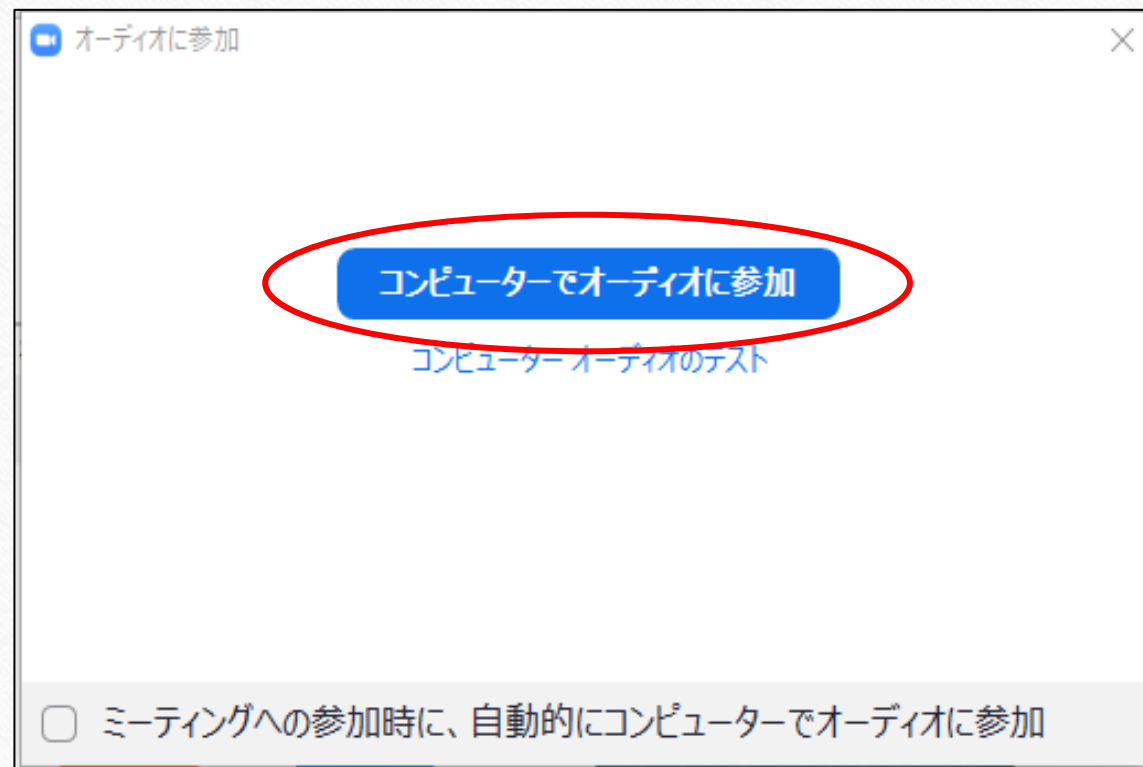 オーディオに参加
コンピューターでオーディオに参加
コンピューター オーディオのテスト
ミーティングへの参加時に、自動的にコンピューターでオーディオに参加